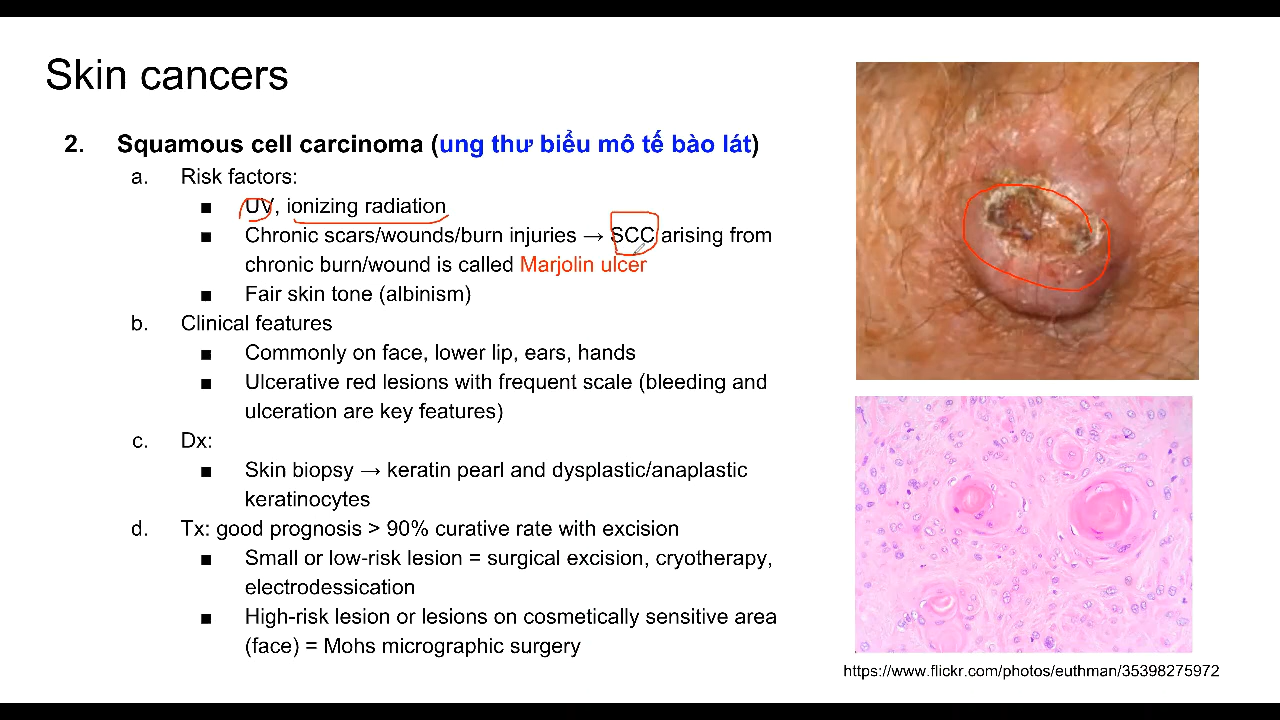 Skin cancers
2. Squamous cell carcinoma (ung thư biểu mô tế bào lát)
a. Risk factors:
■ UV, ionizing radiation
■ Chronic scars/wounds/burn injuries → SCC arising from
chronic burn/wound is called Marjolin ulcer
■ Fair skin tone (albinism)
b. Clinical features
■ Commonly on face, lower lip, ears, hands
■ Ulcerative red lesions with frequent scale (bleeding and
ulceration are key features)
c. Dx:
■ Skin biopsy → keratin pearl and dysplastic/anaplastic
keratinocytes
d. Tx: good prognosis > 90% curative rate with excision
■ Small or low-risk lesion = surgical excision, cryotherapy,
electrodessication
■ High-risk lesion or lesions on cosmetically sensitive area
(face) = Mohs micrographic surgery
https://www.flickr.com/photos/euthman/35398275972